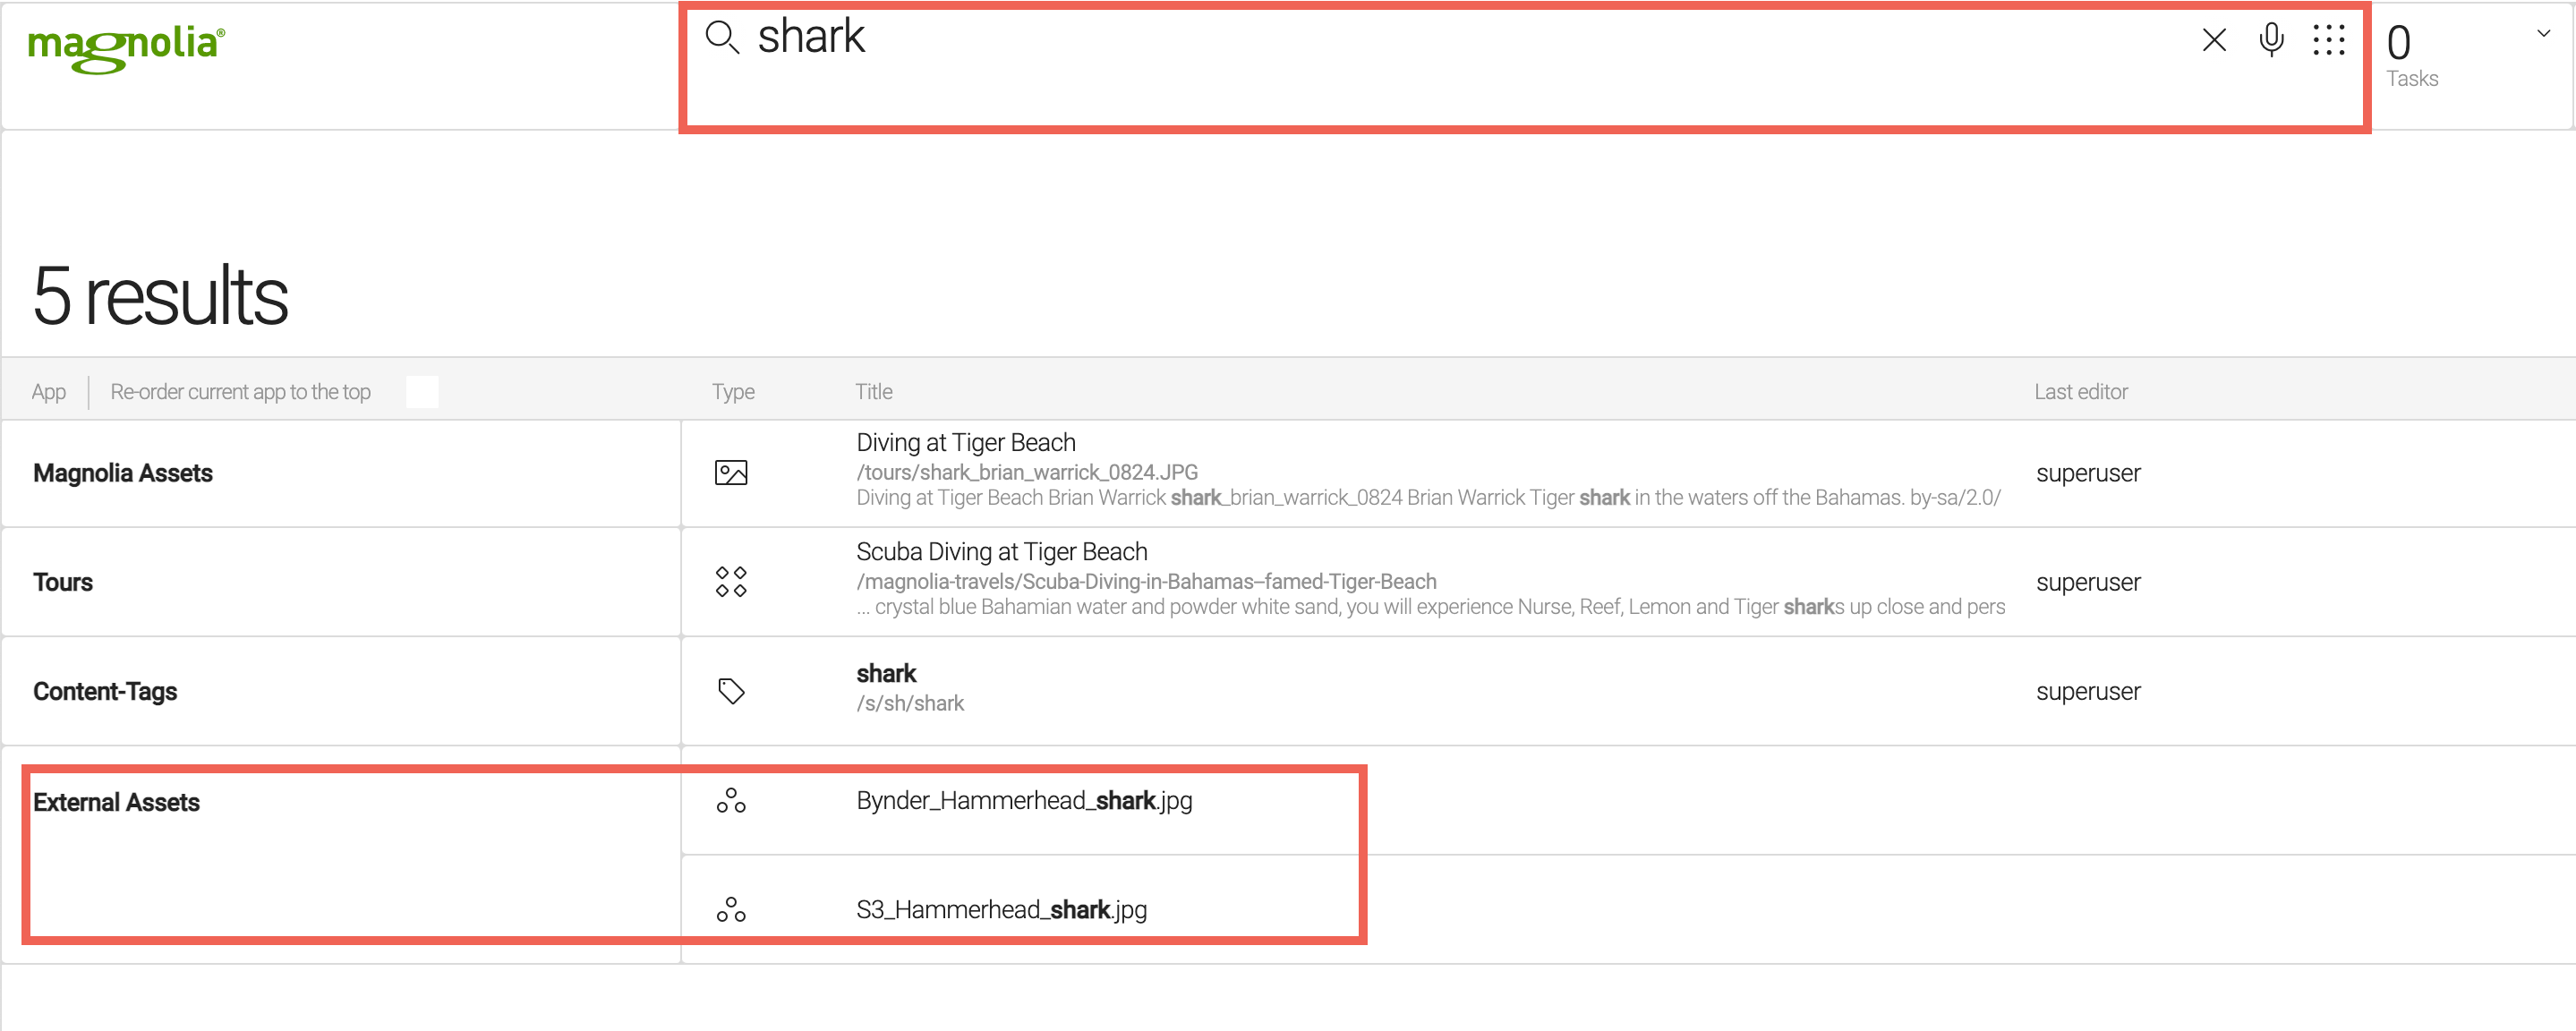 magnolia®
shark
0
Tasks
5 results
App
Re-order current app to the top
Type
Title
Last editor
Magnolia Assets
Diving at Tiger Beach
/tours/shark_brian_warrick_0824.JPG
Diving at Tiger Beach Brian Warrick shark_brian_warrick_0824 Brian Warrick Tiger shark in the waters off the Bahamas. by-sa/2.0/
superuser
Tours
Scuba Diving at Tiger Beach
/magnolia-travels/Scuba-Diving-in-Bahamas--famed-Tiger-Beach
... crystal blue Bahamian water and powder white sand, you will experience Nurse, Reef, Lemon and Tiger sharks up close and pers
superuser
Content-Tags
shark
/s/sh/shark
superuser
External Assets
Bynder_Hammerhead_shark.jpg
S3_Hammerhead_shark.jpg